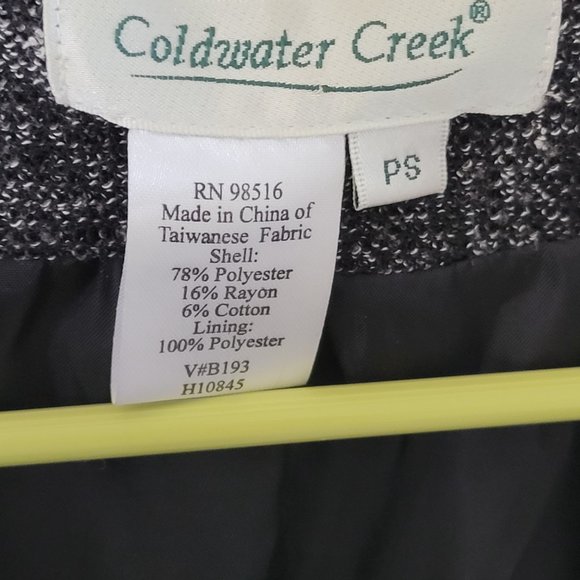 Coldwater Creek®
PS
RN 98516
Made in China of
Taiwanese Fabric
Shell:
78% Polyester
16% Rayon
6% Cotton
Lining:
100% Polyester
V#B193
H10845